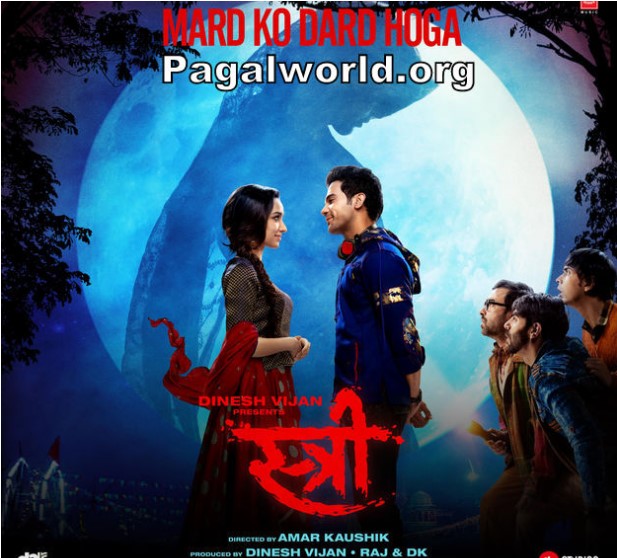 MARD KO DARD HOGA
Pagalworld.org
DINESH VIJAN
PRESENTS
स्त्री
DIRECTED BY AMAR KAUSHIK
PRODUCED BY DINESH VIJAN • RAJ & DK